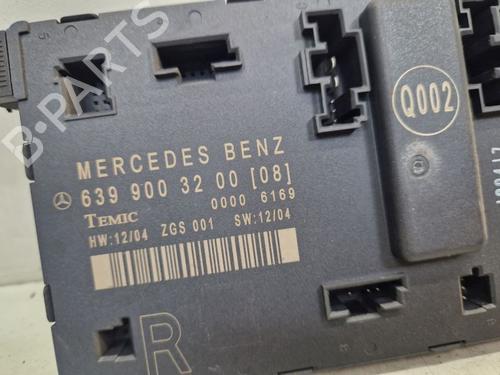 B-PARTS
Q002
MERCEDES BENZ
639 900 32 00 [08]
TEMIC 0000 6169
HW:12/04 ZGS 001 SW:12/04
R